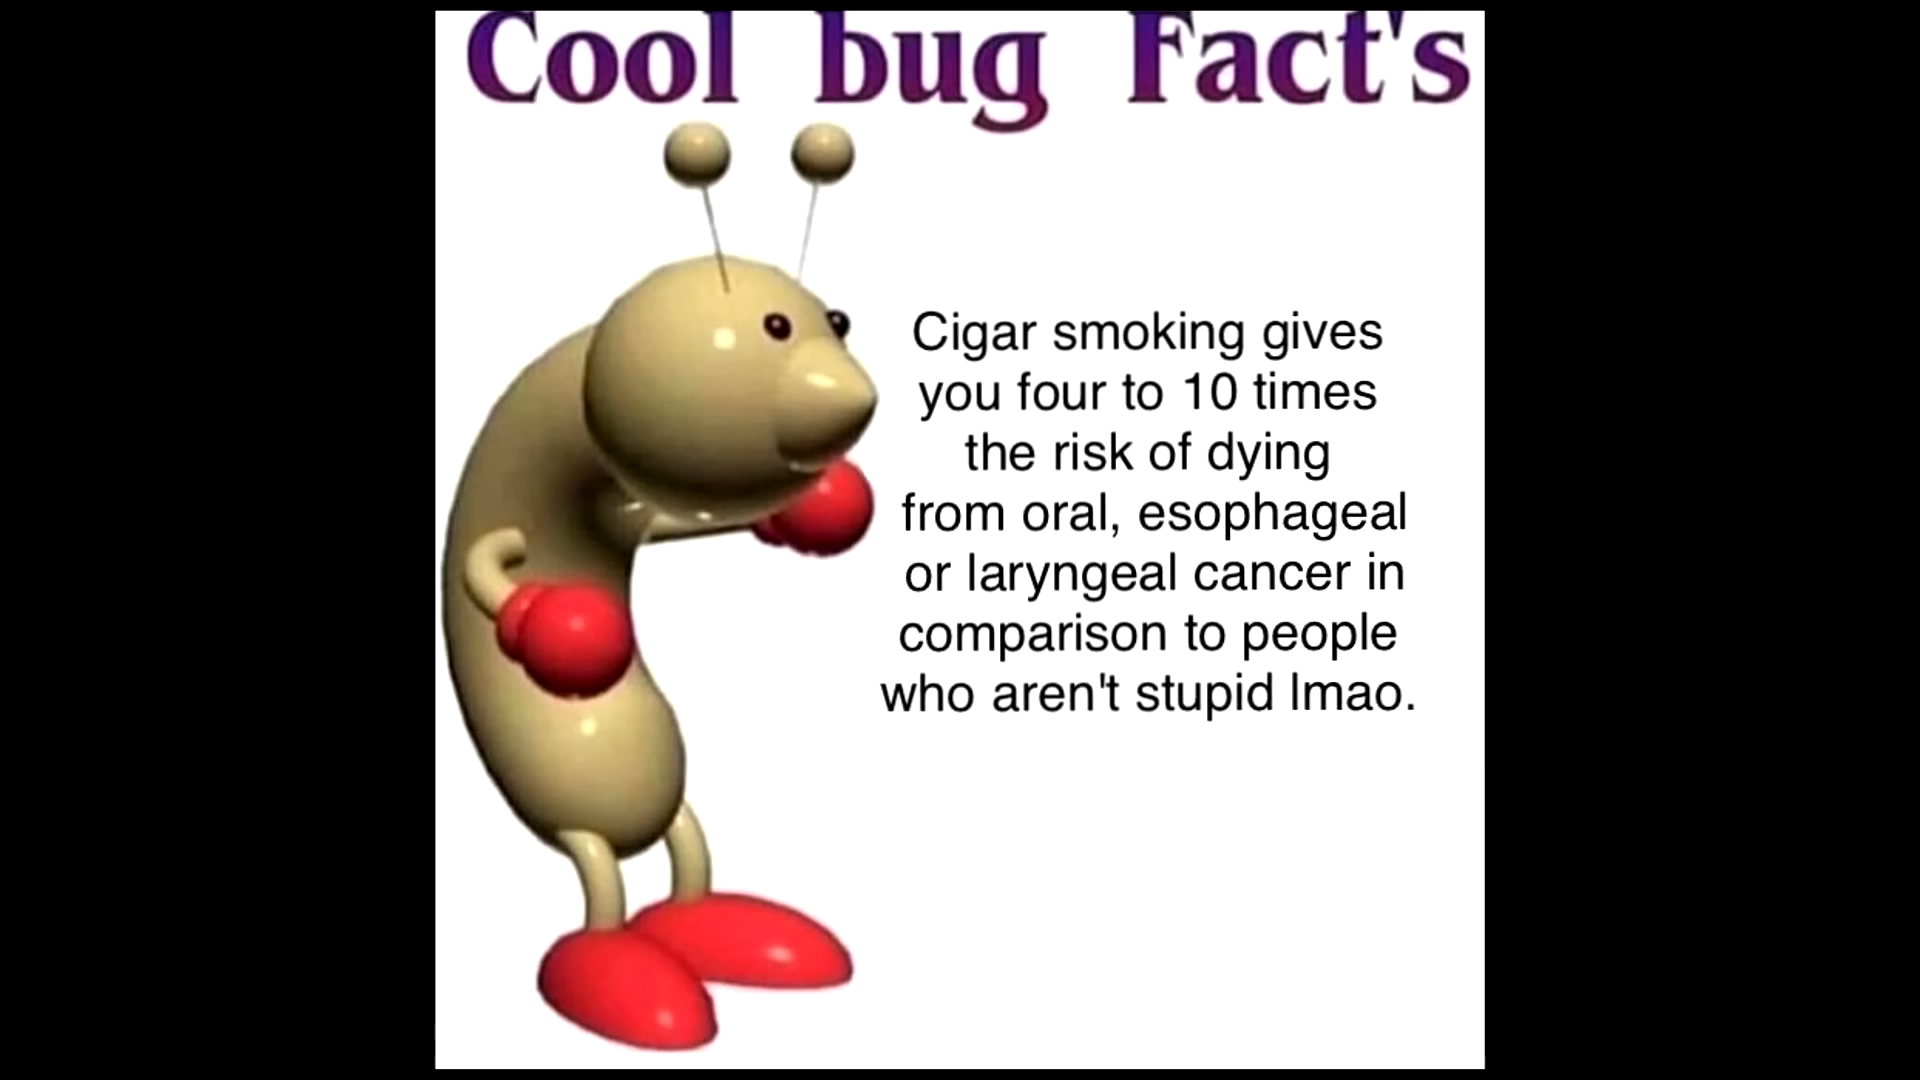 Cool bug Fact's
Cigar smoking gives
you four to 10 times
the risk of dying
from oral, esophageal
or laryngeal cancer in
comparison to people
who aren't stupid lmao.